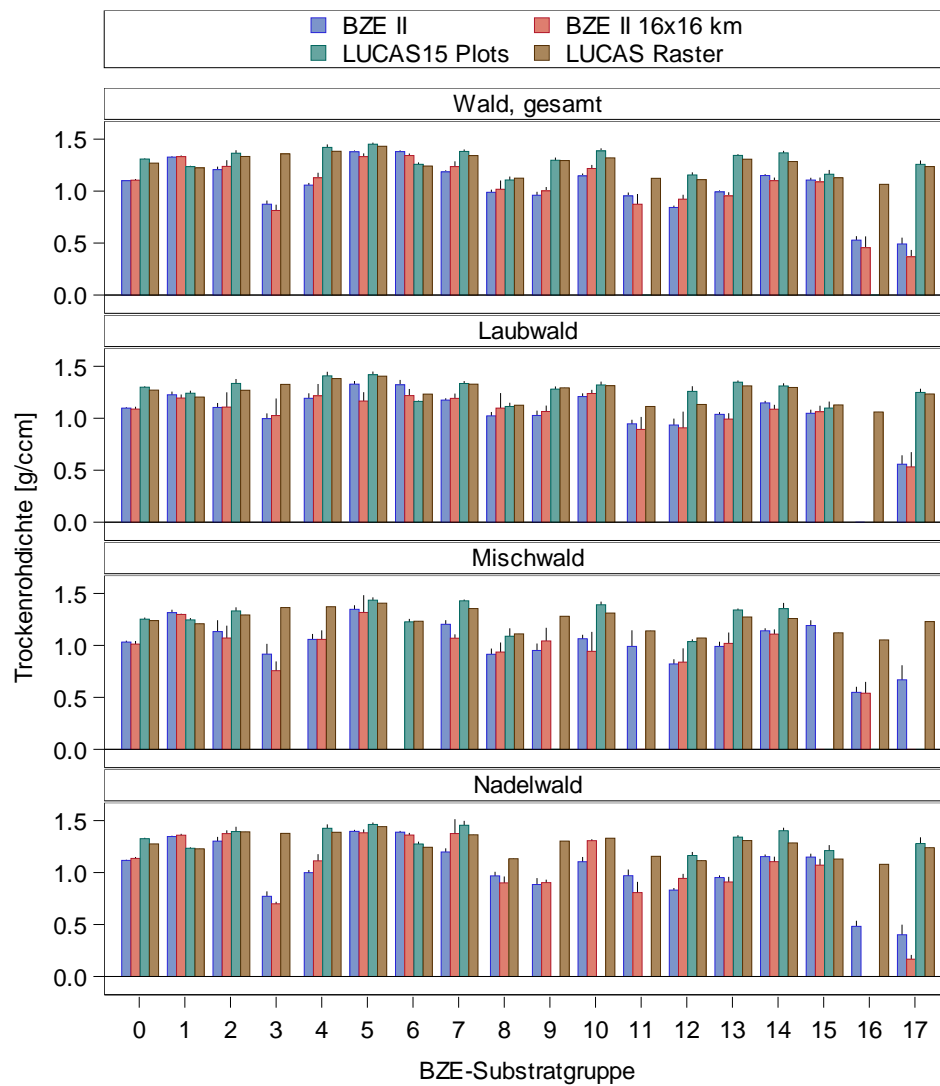 BZE II BZE II 16x16 km
LUCAS15 Plots LUCAS Raster
Wald, gesamt
1.5
1.0
0.5
0.0
Laubwald
1.5
1.0
0.5
0.0
Trockenrohdichte [g/ccm]
Mischwald
1.5
1.0
0.5
0.0
Nadelwald
1.5
1.0
0.5
0.0
0 1 2 3 4 5 6 7 8 9 10 11 12 13 14 15 16 17
BZE-Substratgruppe